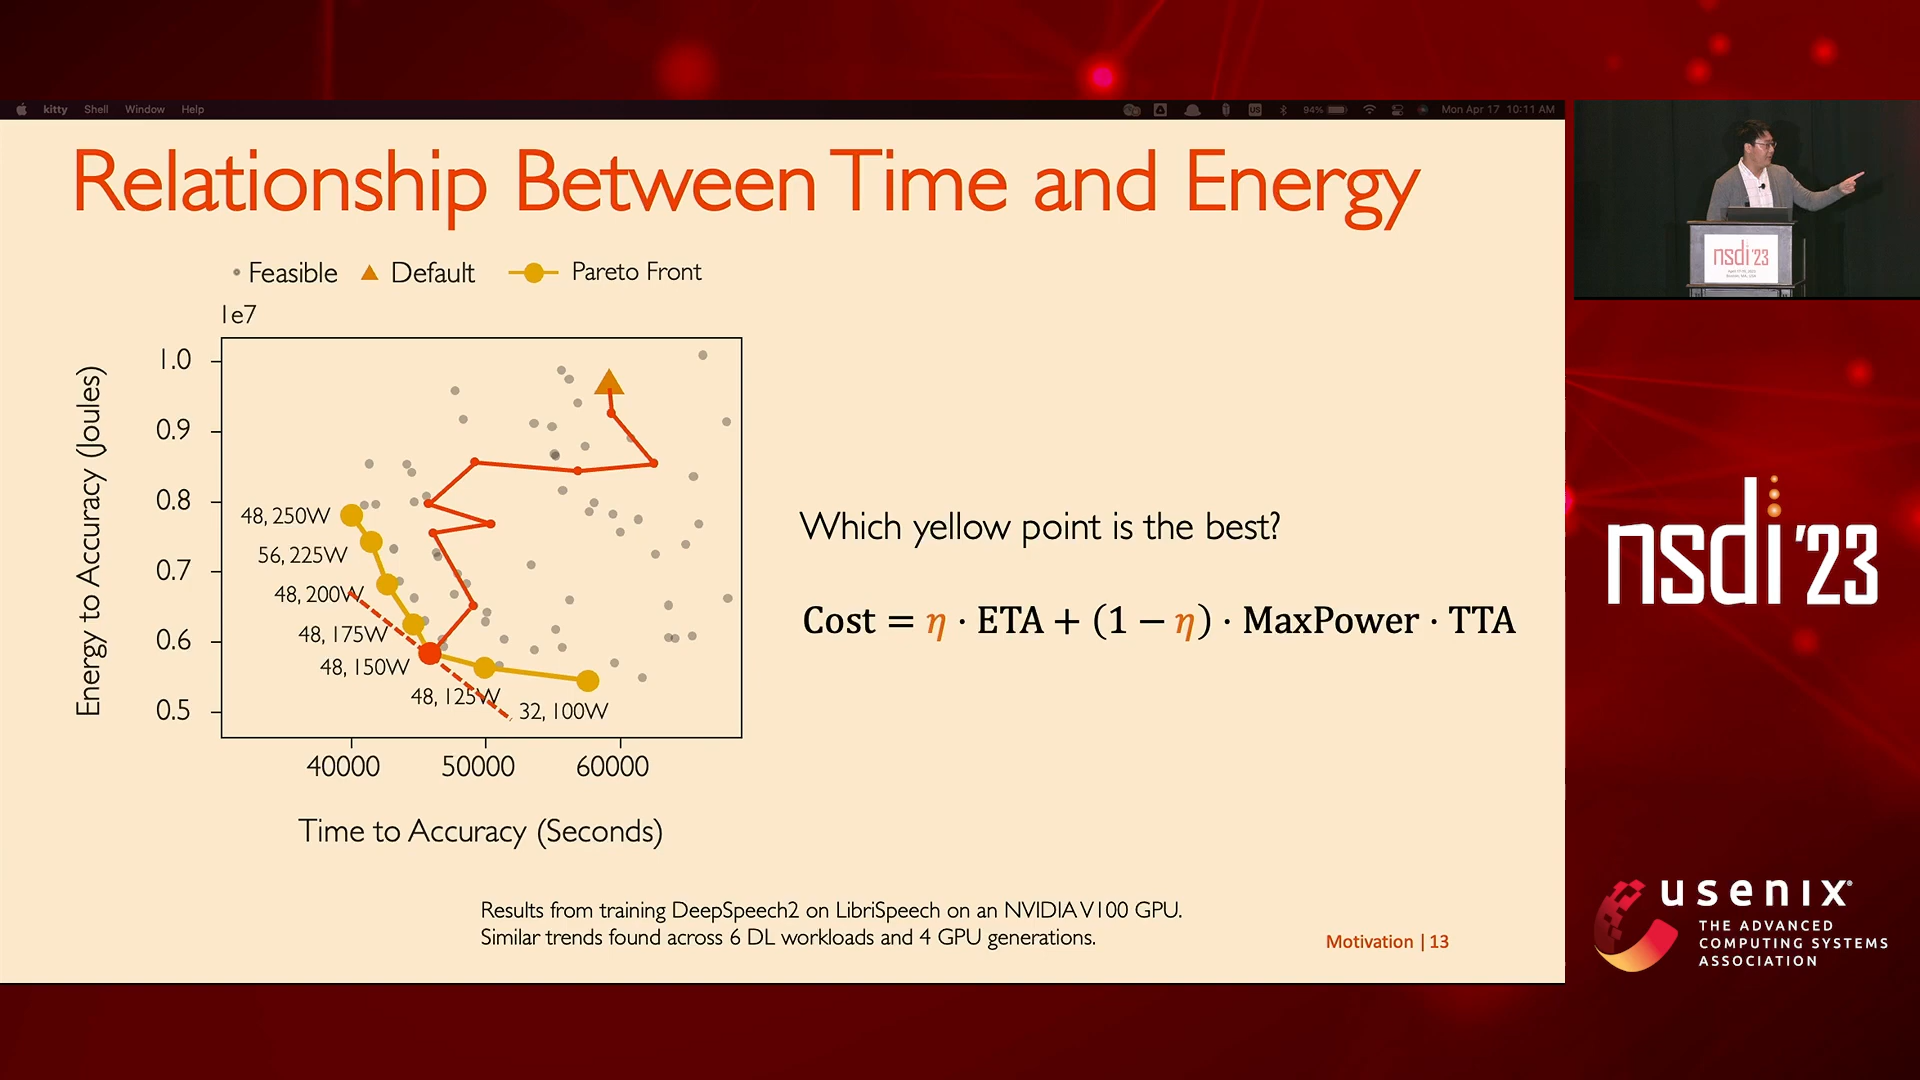 kitty Shell Window Help
94% Mon Apr 17 10:11 AM
US
Relationship Between Time and Energy
Feasible Default Pareto Front
1e7
1.0
0.9
0.8
0.7
0.6
0.5
Energy to Accuracy (Joules)
48, 250W
56, 225W
48, 200W
48, 175W
48, 150W
48, 125W
32, 100W
40000 50000 60000
Time to Accuracy (Seconds)
Which yellow point is the best?
Cost = η · ETA + (1 − η) · MaxPower · TTA
Results from training DeepSpeech2 on LibriSpeech on an NVIDIA V100 GPU.
Similar trends found across 6 DL workloads and 4 GPU generations.
Motivation | 13
nsdi '23
nsdi '23
usenix
THE ADVANCED
COMPUTING SYSTEMS
ASSOCIATION